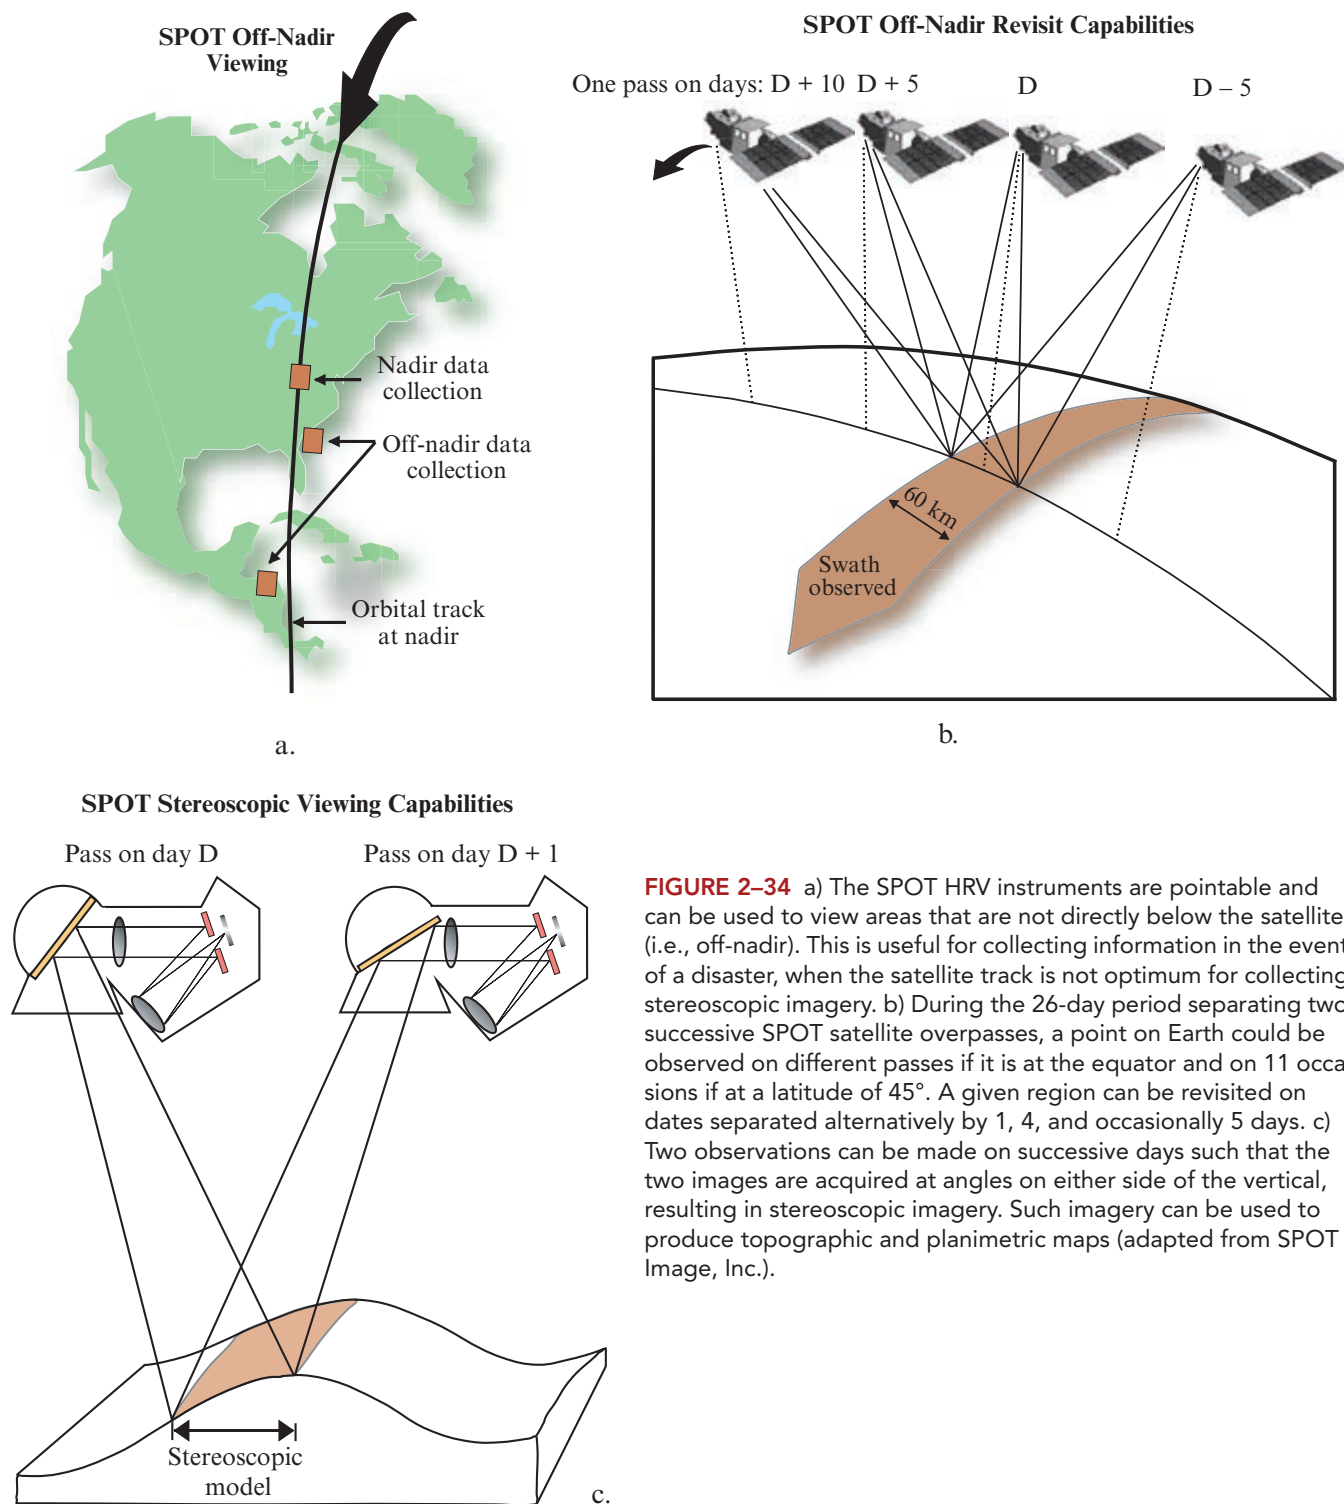 SPOT Off-Nadir
Viewing
Nadir data
collection
Off-nadir data
collection
Orbital track
at nadir
a.
SPOT Off-Nadir Revisit Capabilities
One pass on days: D + 10 D + 5 D D – 5
60 km
Swath
observed
b.
SPOT Stereoscopic Viewing Capabilities
Pass on day D
Pass on day D + 1
Stereoscopic
model
c.
FIGURE 2–34 a) The SPOT HRV instruments are pointable and
can be used to view areas that are not directly below the satellite
(i.e., off-nadir). This is useful for collecting information in the event
of a disaster, when the satellite track is not optimum for collecting
stereoscopic imagery. b) During the 26-day period separating two
successive SPOT satellite overpasses, a point on Earth could be
observed on different passes if it is at the equator and on 11 occa
sions if at a latitude of 45°. A given region can be revisited on
dates separated alternatively by 1, 4, and occasionally 5 days. c)
Two observations can be made on successive days such that the
two images are acquired at angles on either side of the vertical,
resulting in stereoscopic imagery. Such imagery can be used to
produce topographic and planimetric maps (adapted from SPOT
Image, Inc.).